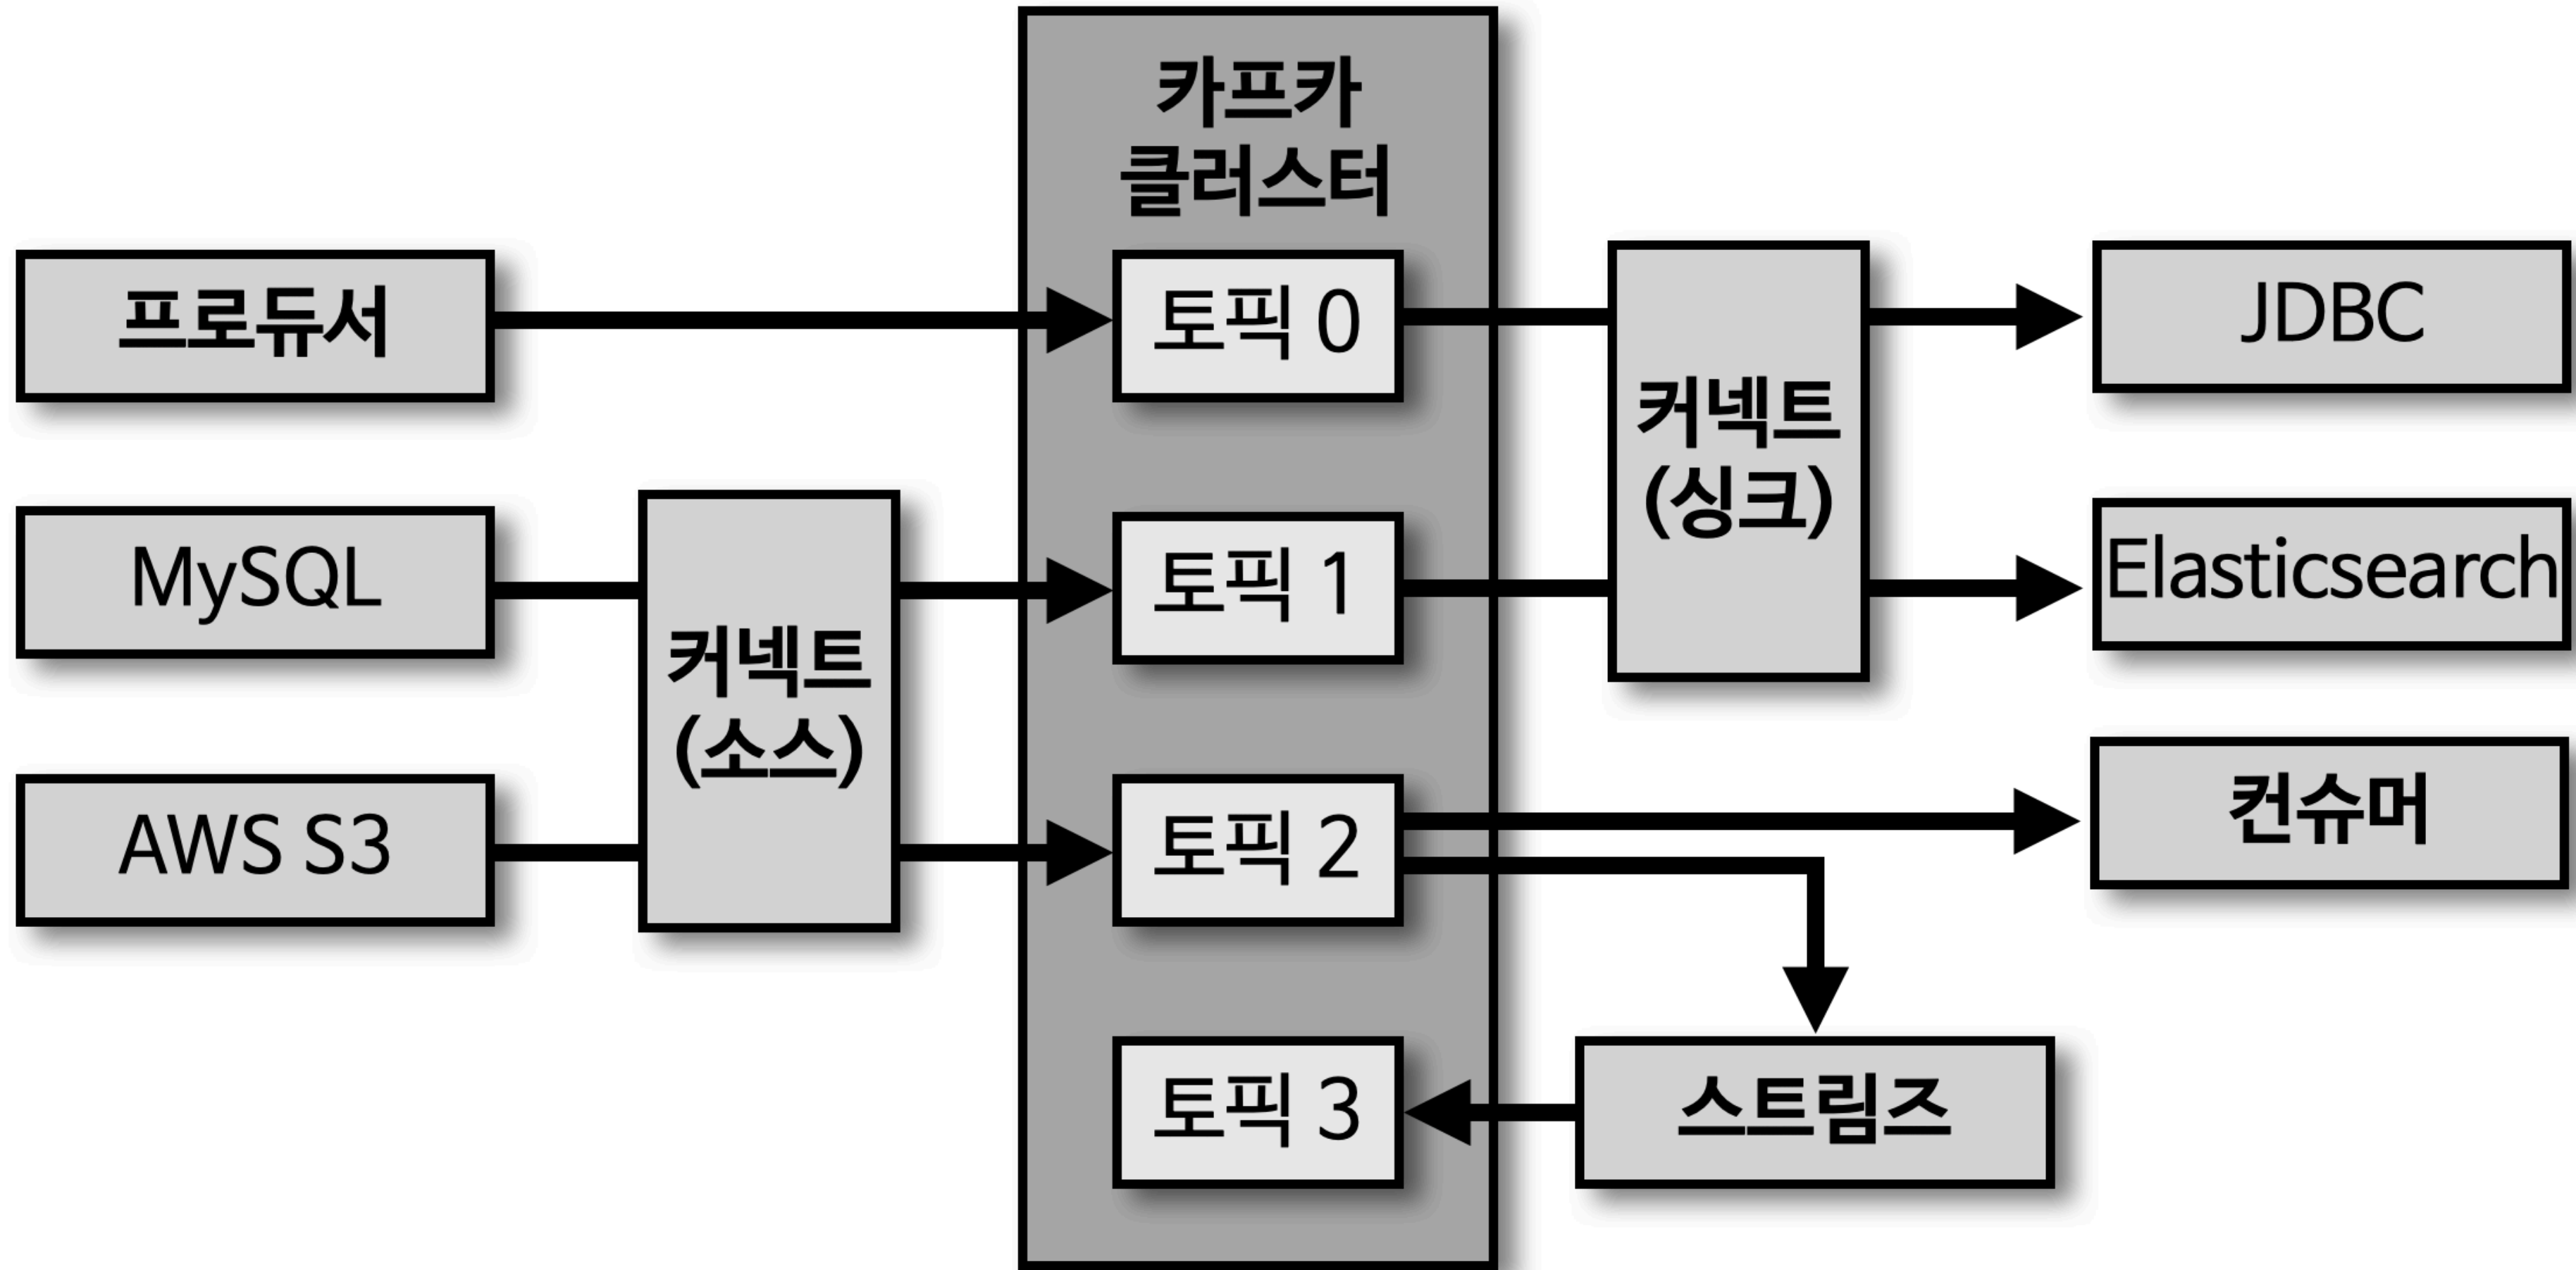 카프카
클러스터
프로듀서
토픽 0
JDBC
커넥트
(싱크)
MySQL
토픽 1
Elasticsearch
커넥트
(소스)
AWS S3
토픽 2
컨슈머
토픽 3
스트림즈